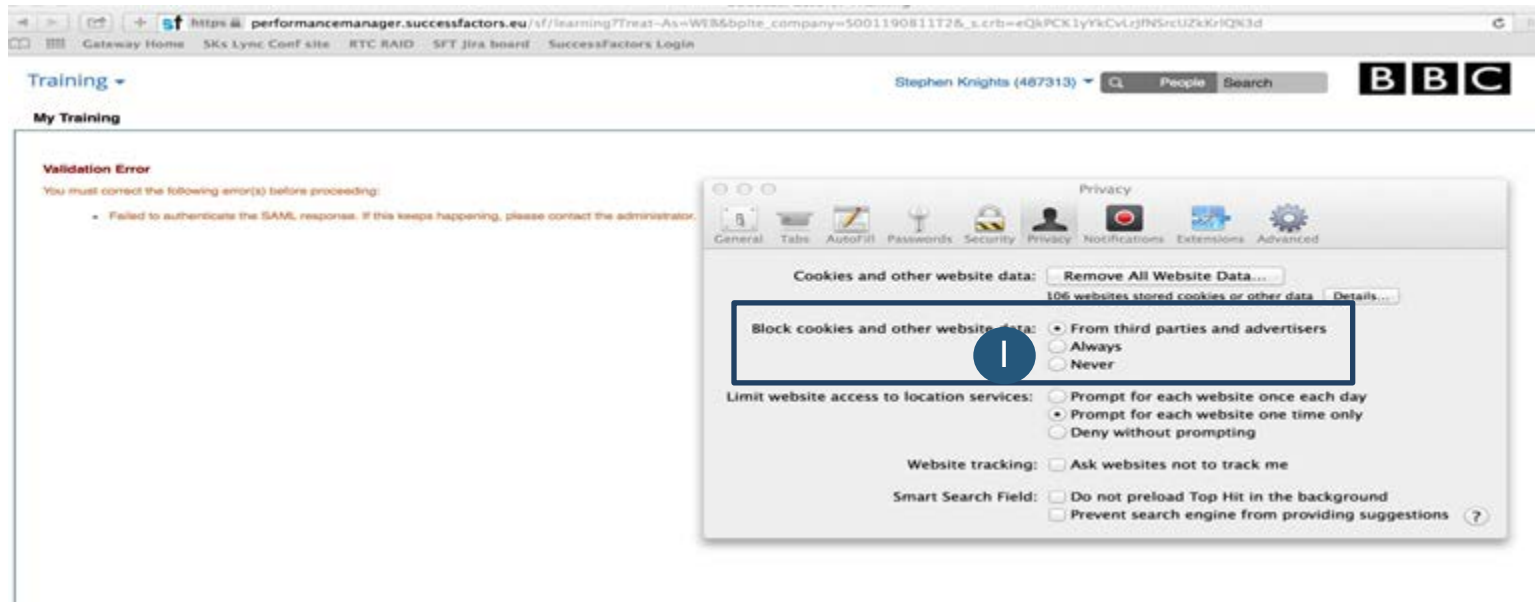 https performancemanager.successfactors.eu/sf/learning?Treat-As=WEB&bplte_company=
Gateway Home SKs Lync Conf site RTC RAID SFT Jira board SuccessFactors Login
Training
Stephen Knights (487313) People Search BBC
My Training
Validation Error
You must correct the following error(s) before proceeding:
Failed to authenticate the SAML response. If this keeps happening, please contact the administrator.
Privacy
General Tabs AutoFill Passwords Security Privacy Notifications Extensions Advanced
Cookies and other website data: Remove All Website Data...
106 websites stored cookies or other data Details...
Block cookies and other website data: From third parties and advertisers
Always
1 Never
Limit website access to location services: Prompt for each website once each day
Prompt for each website one time only
Deny without prompting
Website tracking: Ask websites not to track me
Smart Search Field: Do not preload Top Hit in the background
Prevent search engine from providing suggestions ?